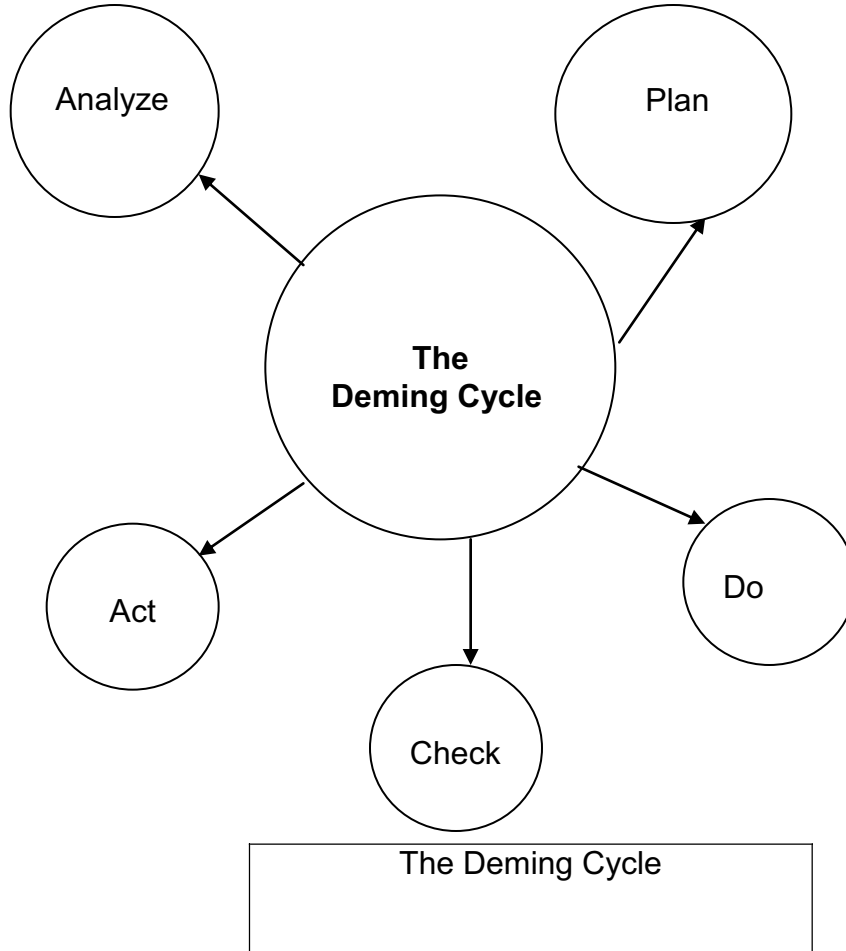 Analyze
Plan
The
Deming Cycle
Act
Do
Check
The Deming Cycle